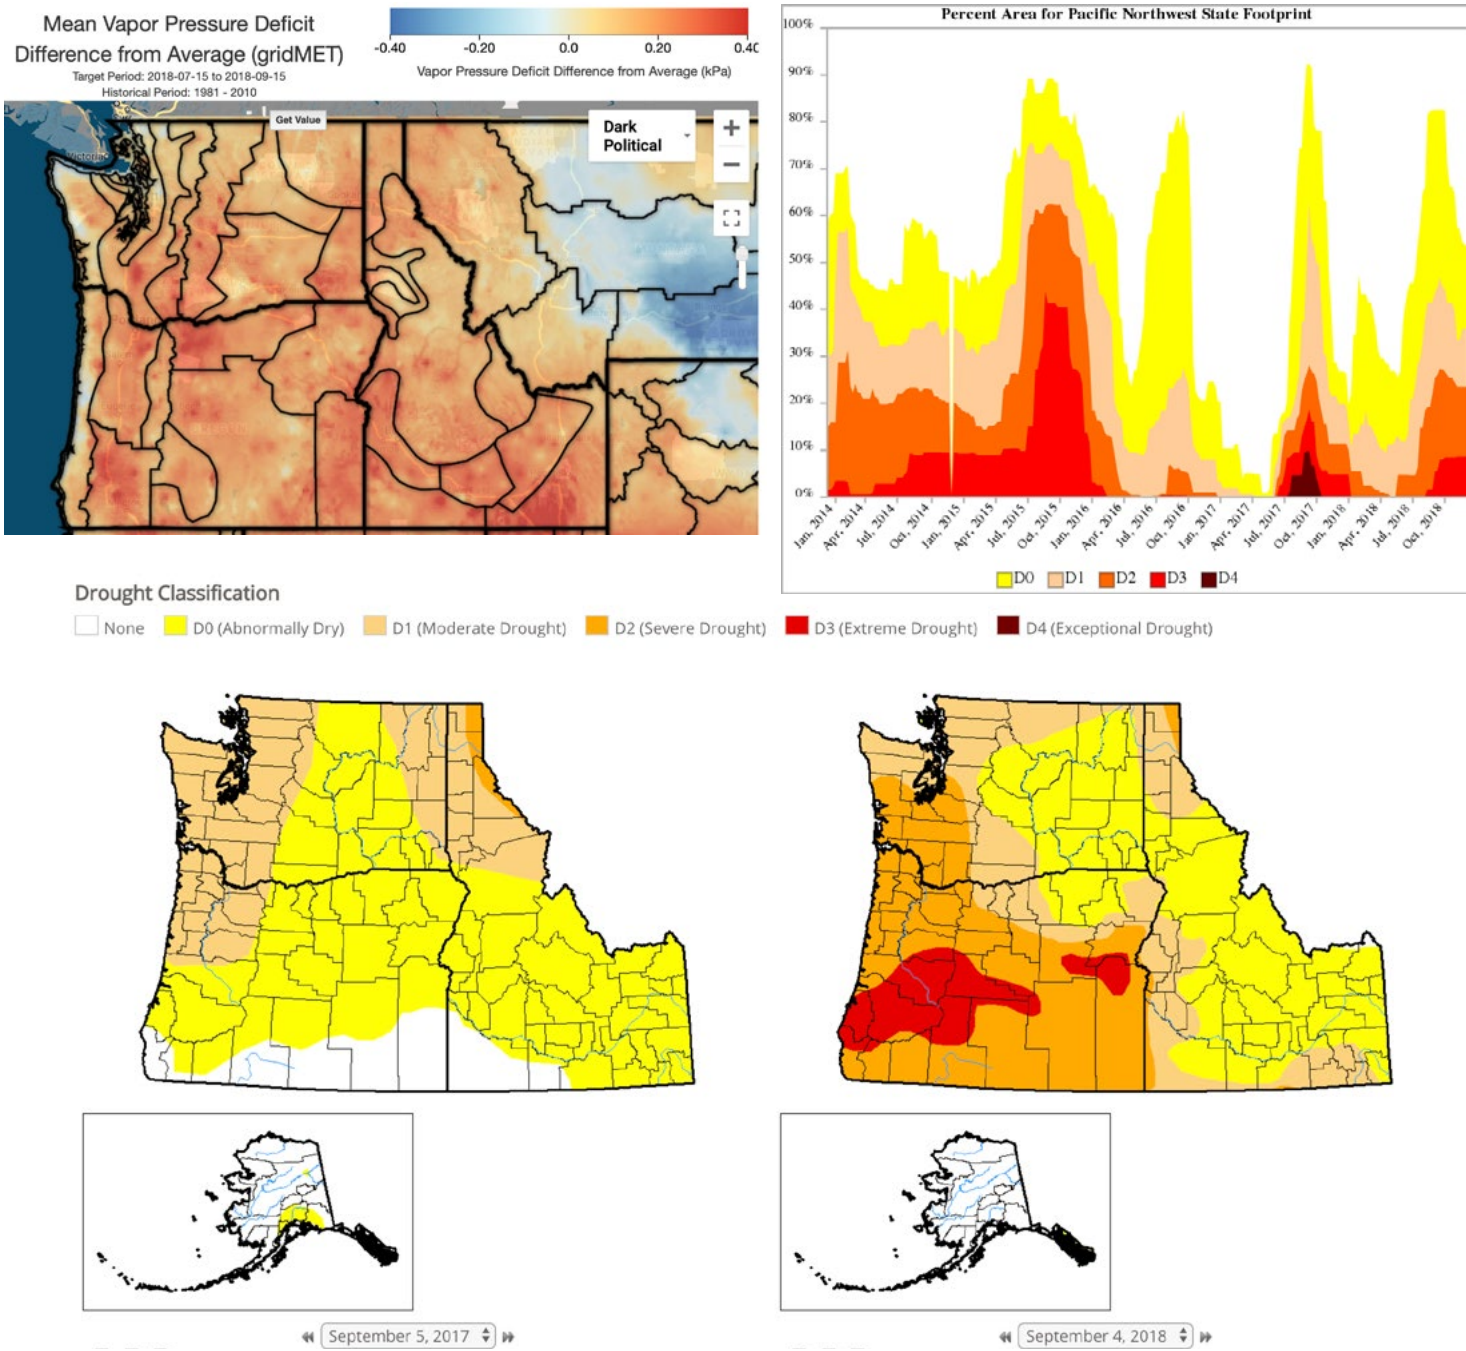 Mean Vapor Pressure Deficit
Difference from Average (gridMET)
Target Period: 2018-07-15 to 2018-09-15
Historical Period: 1981 - 2010
-0.40 -0.20 0.0 0.20 0.40
Vapor Pressure Deficit Difference from Average (kPa)
Get Value
Dark
Political
+
−
Victoria
Percent Area for Pacific Northwest State Footprint
100%
90%
80%
70%
60%
50%
40%
30%
20%
10%
0%
Jan, 2014 Apr, 2014 Jul, 2014 Oct, 2014 Jan, 2015 Apr, 2015 Jul, 2015 Oct, 2015 Jan, 2016 Apr, 2016 Jul, 2016 Oct, 2016 Jan, 2017 Apr, 2017 Jul, 2017 Oct, 2017 Jan, 2018 Apr, 2018 Jul, 2018 Oct, 2018
D0 D1 D2 D3 D4
Drought Classification
None D0 (Abnormally Dry) D1 (Moderate Drought) D2 (Severe Drought) D3 (Extreme Drought) D4 (Exceptional Drought)
September 5, 2017
September 4, 2018